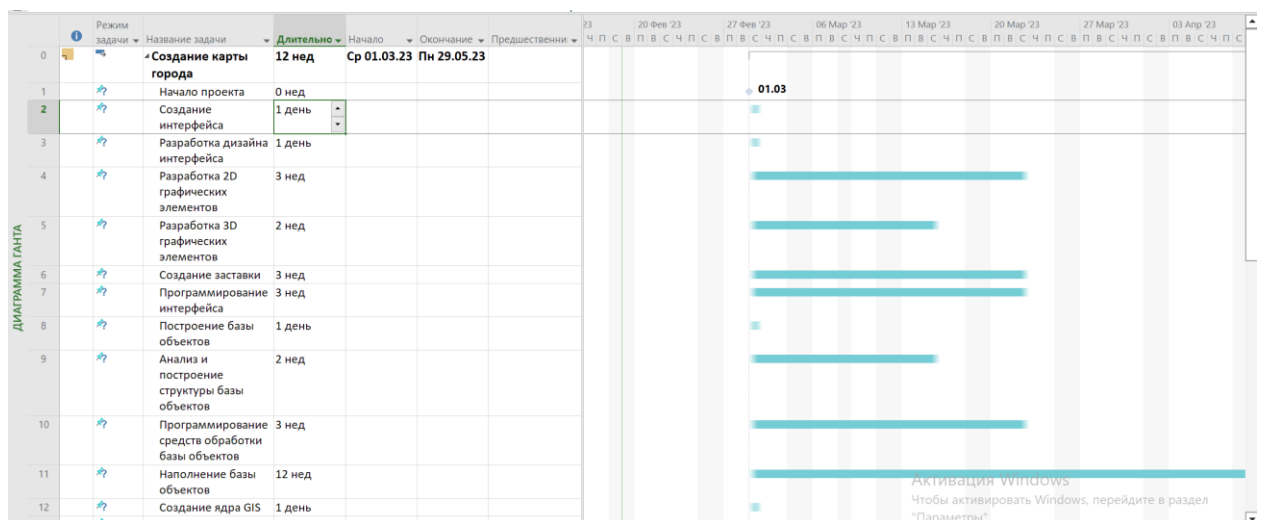 23 20 Фев '23 27 Фев '23 06 Мар '23 13 Мар '23 20 Мар '23 27 Мар '23 03 Апр '23
Режим
задачи Название задачи Длительно Начало Окончание Предшественни
Ч П С В П В С Ч П С В П В С Ч П С В П В С Ч П С В П В С Ч П С В П В С Ч П С В П В С Ч П С В П В С Ч П С
0 Создание карты 12 нед Ср 01.03.23 Пн 29.05.23
города
1 Начало проекта 0 нед 01.03
2 Создание 1 день
интерфейса
3 Разработка дизайна 1 день
интерфейса
4 Разработка 2D 3 нед
графических
элементов
5 Разработка 3D 2 нед
графических
элементов
6 Создание заставки 3 нед
7 Программирование 3 нед
интерфейса
8 Построение базы 1 день
объектов
9 Анализ и 2 нед
построение
структуры базы
объектов
10 Программирование 3 нед
средств обработки
базы объектов
11 Наполнение базы 12 нед
объектов
12 Создание ядра GIS 1 день
ДИАГРАММА ГАНТА
Активация Windows
Чтобы активировать Windows, перейдите в раздел
"Параметры".